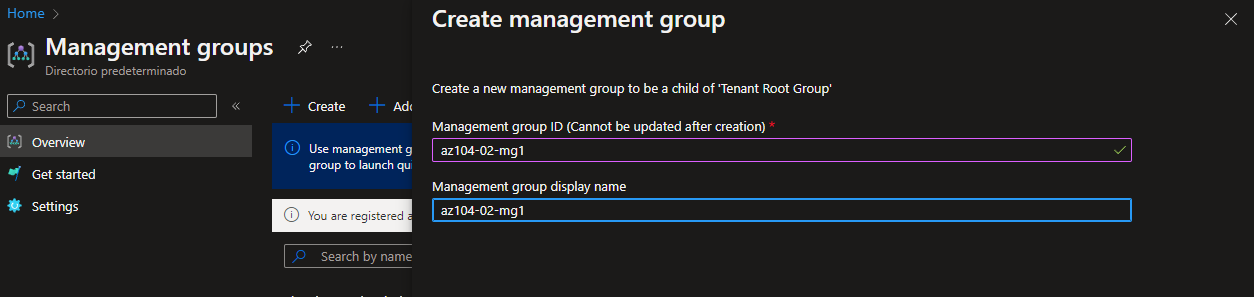 Home
Management groups
Directorio predeterminado
Search
Overview
Get started
Settings
Create
Use management g
group to launch qui
You are registered a
Search by name
Create management group
Create a new management group to be a child of 'Tenant Root Group'
Management group ID (Cannot be updated after creation) *
az104-02-mg1
Management group display name
az104-02-mg1